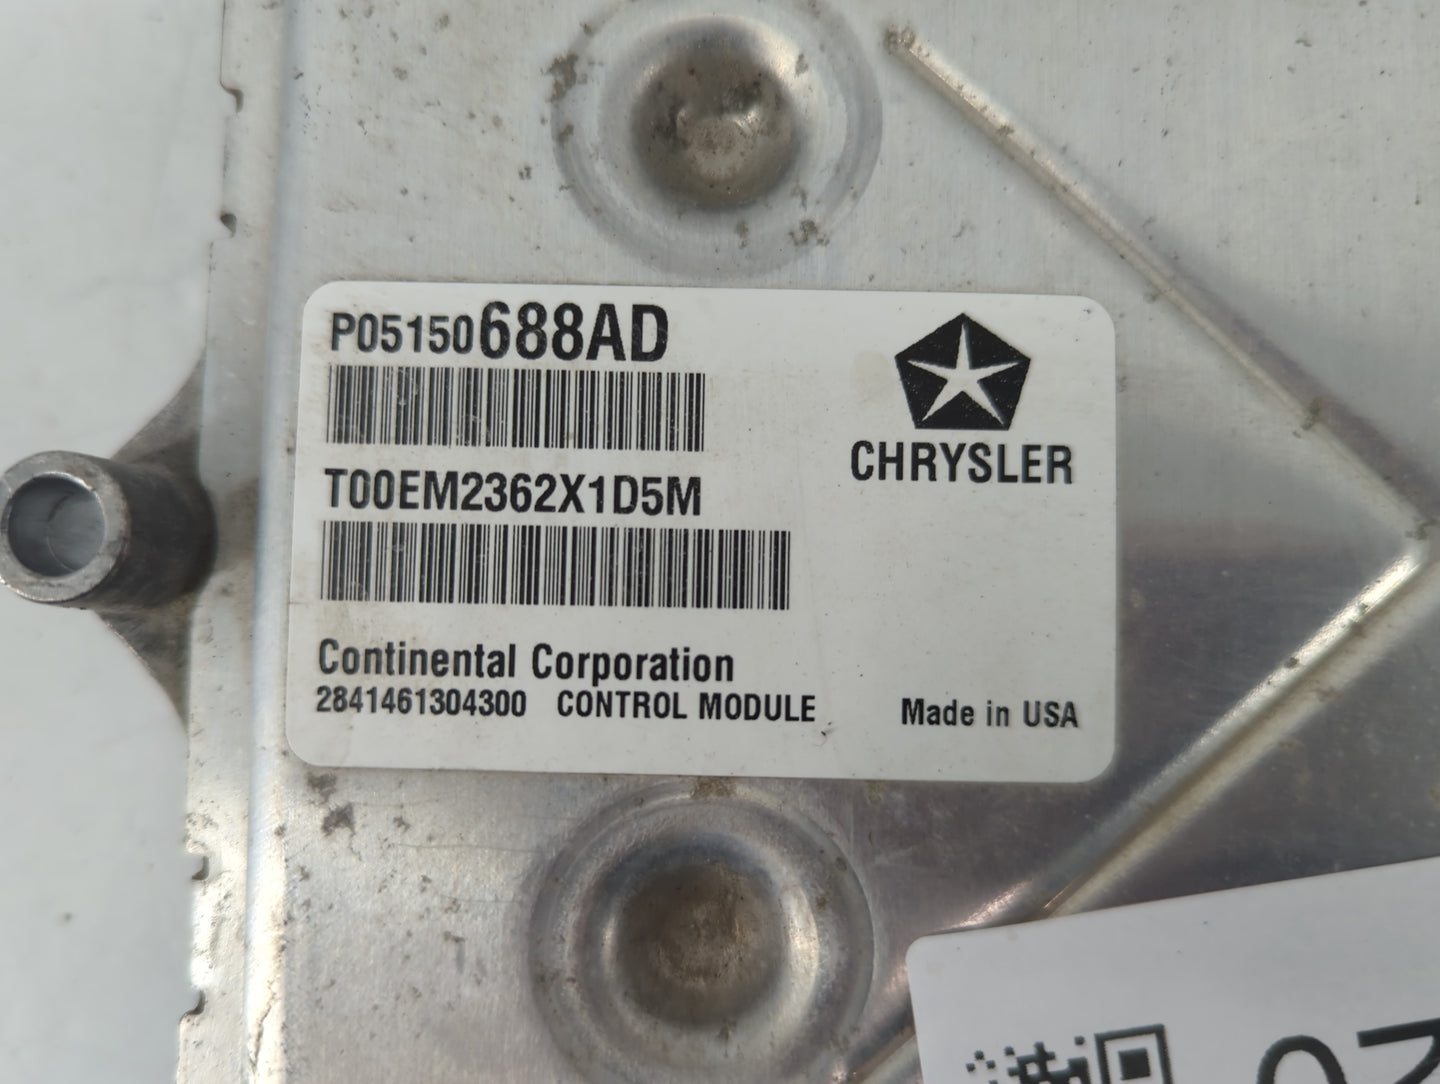 P05150688AD
CHRYSLER
T00EM2362X1D5M
Continental Corporation
2841461304300 CONTROL MODULE Made in USA